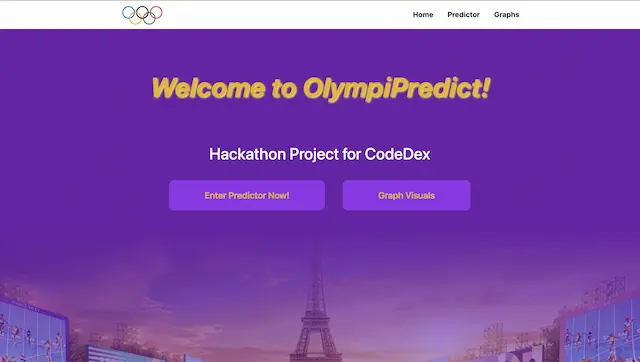 Home Predictor Graphs
Welcome to OlympiPredict!
Hackathon Project for CodeDex
Enter Predictor Now! Graph Visuals